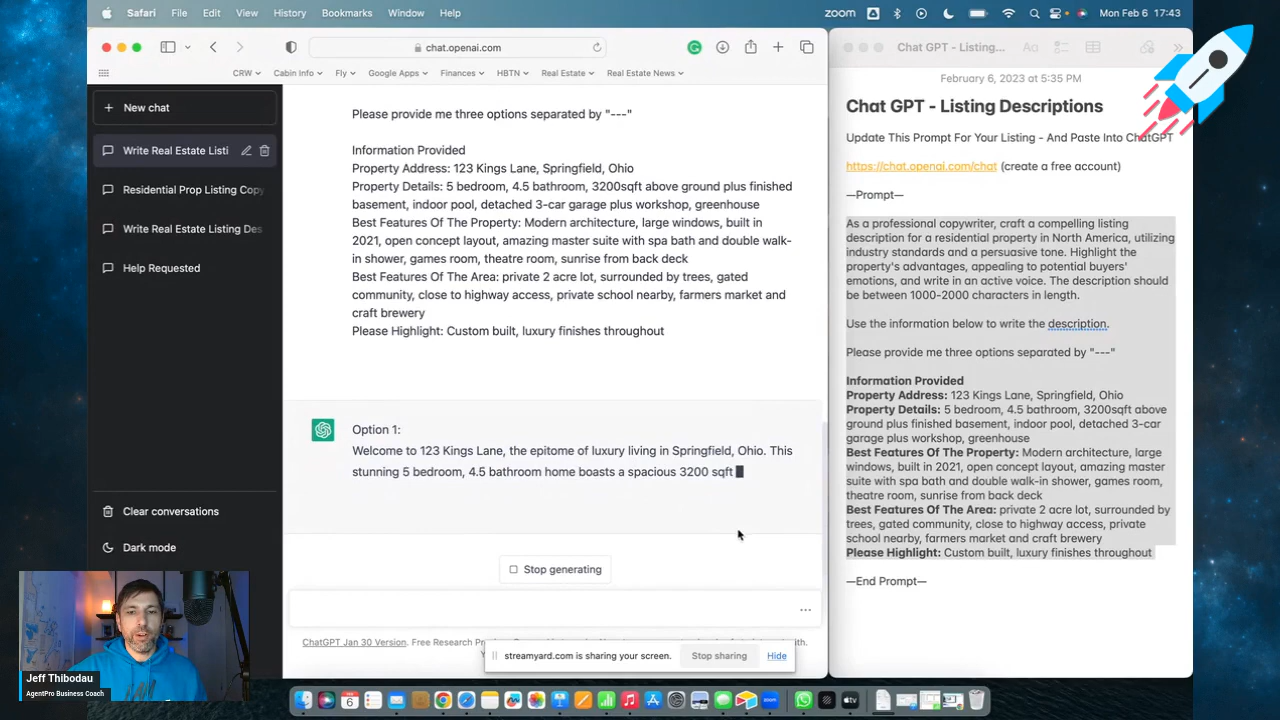 Safari File Edit View History Bookmarks Window Help
zoom Mon Feb 6 17:43
chat.openai.com
CRW Cabin Info Fly Google Apps Finances HBTN Real Estate Real Estate News
New chat
Write Real Estate Listi
Residential Prop Listing Copy
Write Real Estate Listing Des
Help Requested
Clear conversations
Dark mode
Please provide me three options separated by "---"
Information Provided
Property Address: 123 Kings Lane, Springfield, Ohio
Property Details: 5 bedroom, 4.5 bathroom, 3200sqft above ground plus finished
basement, indoor pool, detached 3-car garage plus workshop, greenhouse
Best Features Of The Property: Modern architecture, large windows, built in
2021, open concept layout, amazing master suite with spa bath and double walk-
in shower, games room, theatre room, sunrise from back deck
Best Features Of The Area: private 2 acre lot, surrounded by trees, gated
community, close to highway access, private school nearby, farmers market and
craft brewery
Please Highlight: Custom built, luxury finishes throughout
Option 1:
Welcome to 123 Kings Lane, the epitome of luxury living in Springfield, Ohio. This
stunning 5 bedroom, 4.5 bathroom home boasts a spacious 3200 sqft
Stop generating
ChatGPT Jan 30 Version. Free Research
streamyard.com is sharing your screen. Stop sharing Hide
Chat GPT - Listing...
February 6, 2023 at 5:35 PM
Chat GPT - Listing Descriptions
Update This Prompt For Your Listing - And Paste Into ChatGPT
https://chat.openai.com/chat (create a free account)
—Prompt—
As a professional copywriter, craft a compelling listing
description for a residential property in North America, utilizing
industry standards and a persuasive tone. Highlight the
property's advantages, appealing to potential buyers'
emotions, and write in an active voice. The description should
be between 1000-2000 characters in length.
Use the information below to write the description.
Please provide me three options separated by "---"
Information Provided
Property Address: 123 Kings Lane, Springfield, Ohio
Property Details: 5 bedroom, 4.5 bathroom, 3200sqft above
ground plus finished basement, indoor pool, detached 3-car
garage plus workshop, greenhouse
Best Features Of The Property: Modern architecture, large
windows, built in 2021, open concept layout, amazing master
suite with spa bath and double walk-in shower, games room,
theatre room, sunrise from back deck
Best Features Of The Area: private 2 acre lot, surrounded by
trees, gated community, close to highway access, private
school nearby, farmers market and craft brewery
Please Highlight: Custom built, luxury finishes throughout
—End Prompt—
Jeff Thibodau
AgentPro Business Coach